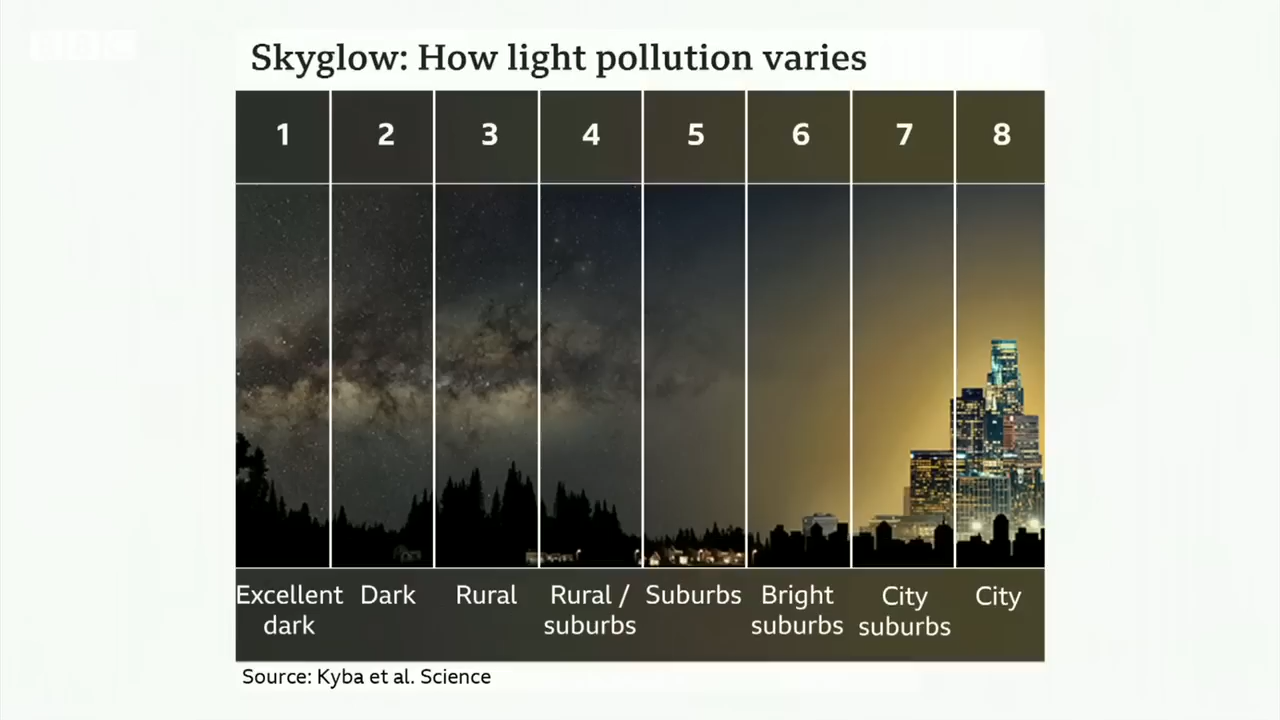 BBC
Skyglow: How light pollution varies
1 2 3 4 5 6 7 8
Excellent dark
Dark
Rural
Rural / suburbs
Suburbs
Bright suburbs
City suburbs
City
Source: Kyba et al. Science